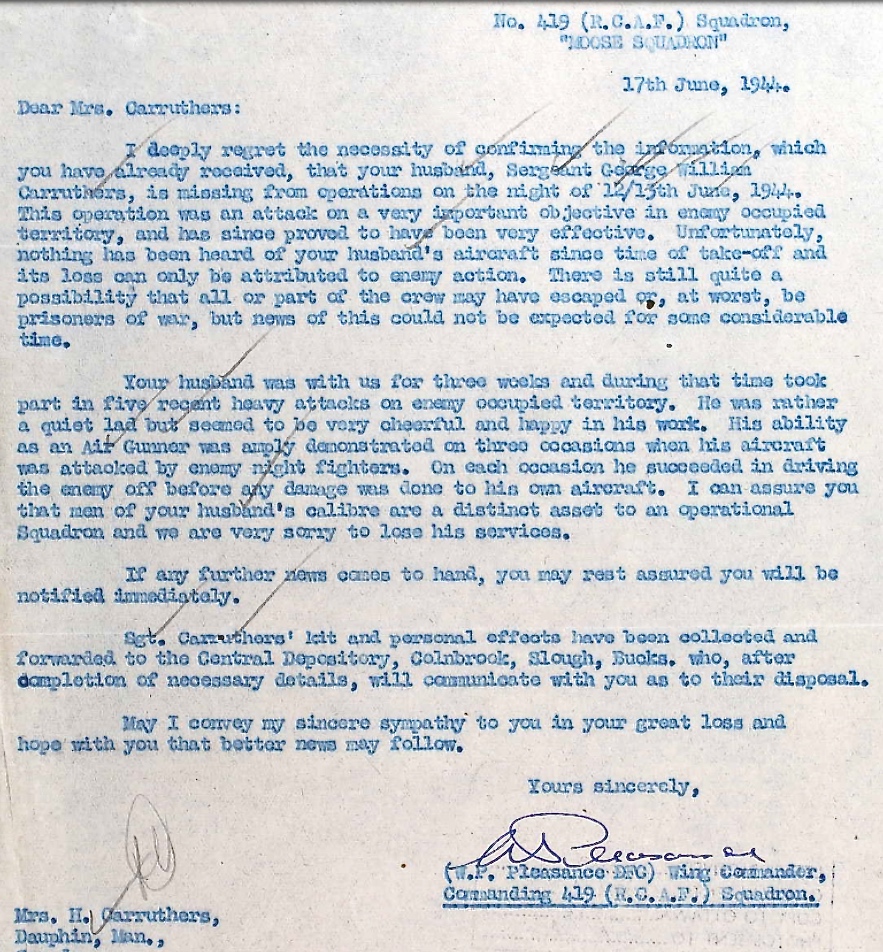 No. 419 (R.C.A.F.) Squadron,
"MOOSE SQUADRON"
17th June, 1944.
Dear Mrs. Carruthers:
I deeply regret the necessity of confirming the information, which
you have already received, that your husband, Sergeant George William
Carruthers, is missing from operations on the night of 12/13th June, 1944.
This operation was an attack on a very important objective in enemy occupied
territory, and has since proved to have been very effective. Unfortunately,
nothing has been heard of your husband's aircraft since time of take-off and
its loss can only be attributed to enemy action. There is still quite a
possibility that all or part of the crew may have escaped or, at worst, be
prisoners of war, but news of this could not be expected for some considerable
time.
Your husband was with us for three weeks and during that time took
part in five recent heavy attacks on enemy occupied territory. He was rather
a quiet lad but seemed to be very cheerful and happy in his work. His ability
as an Air Gunner was amply demonstrated on three occasions when his aircraft
was attacked by enemy night fighters. On each occasion he succeeded in driving
the enemy off before any damage was done to his own aircraft. I can assure you
that men of your husband's calibre are a distinct asset to an operational
Squadron and we are very sorry to lose his services.
If any further news comes to hand, you may rest assured you will be
notified immediately.
Sgt. Carruthers' kit and personal effects have been collected and
forwarded to the Central Depository, Colnbrook, Slough, Bucks. who, after
completion of necessary details, will communicate with you as to their disposal.
May I convey my sincere sympathy to you in your great loss and
hope with you that better news may follow.
Yours sincerely,
W Pleasance
(W.P. Pleasance DFC) Wing Commander,
Commanding 419 (R.C.A.F.) Squadron.
Mrs. H. Carruthers,
Dauphin, Man.,